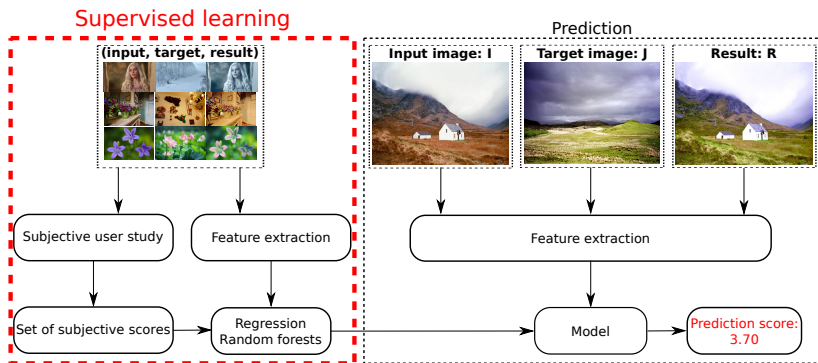 Supervised learning
(input, target, result)
Subjective user study
Feature extraction
Set of subjective scores
Regression
Random forests
Prediction
Input image: I
Target image: J
Result: R
Feature extraction
Model
Prediction score:
3.70